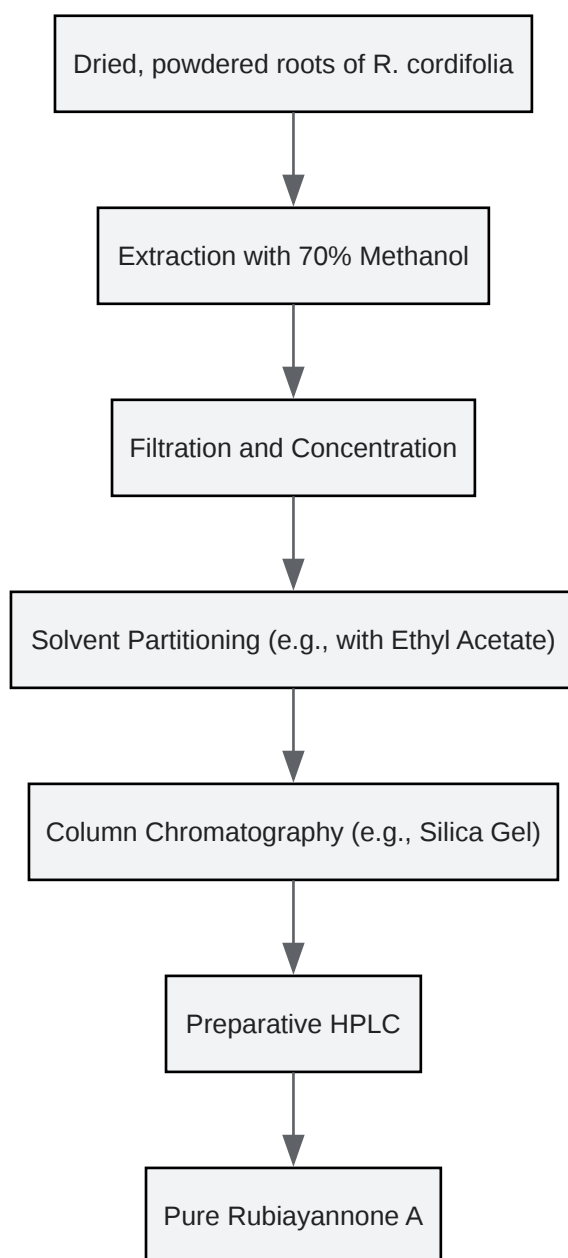 Dried, powdered roots of R. cordifolia
Extraction with 70% Methanol
Filtration and Concentration
Solvent Partitioning (e.g., with Ethyl Acetate)
Column Chromatography (e.g., Silica Gel)
Preparative HPLC
Pure Rubiayannone A